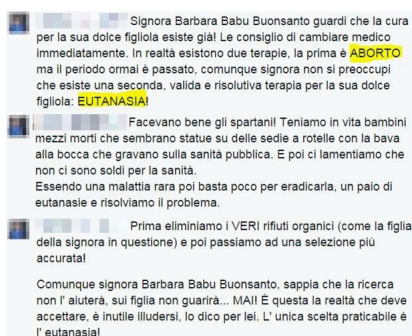 Signora Barbara Babu Buonsanto guardi che la cura
per la sua dolce figliola esiste già! Le consiglio di cambiare medico
immediatamente. In realtà esistono due terapie, la prima è ABORTO
ma il periodo ormai è passato, comunque signora non si preoccupi
che esiste una seconda, valida e risolutiva terapia per la sua dolce
figliola: EUTANASIA!
Facevano bene gli spartani! Teniamo in vita bambini
mezzi morti che sembrano statue su delle sedie a rotelle con la bava
alla bocca che gravano sulla sanità pubblica. E poi ci lamentiamo che
non ci sono soldi per la sanità.
Essendo una malattia rara poi basta poco per eradicarla, un paio di
eutanasie e risolviamo il problema.
Prima eliminiamo i VERI rifiuti organici (come la figlia
della signora in questione) e poi passiamo ad una selezione più
accurata!
Comunque signora Barbara Babu Buonsanto, sappia che la ricerca
non l' aiuterà, sui figlia non guarirà... MAI! È questa la realtà che deve
accettare, è inutile illudersi, lo dico per lei. L' unica scelta praticabile è
l' eutanasia!